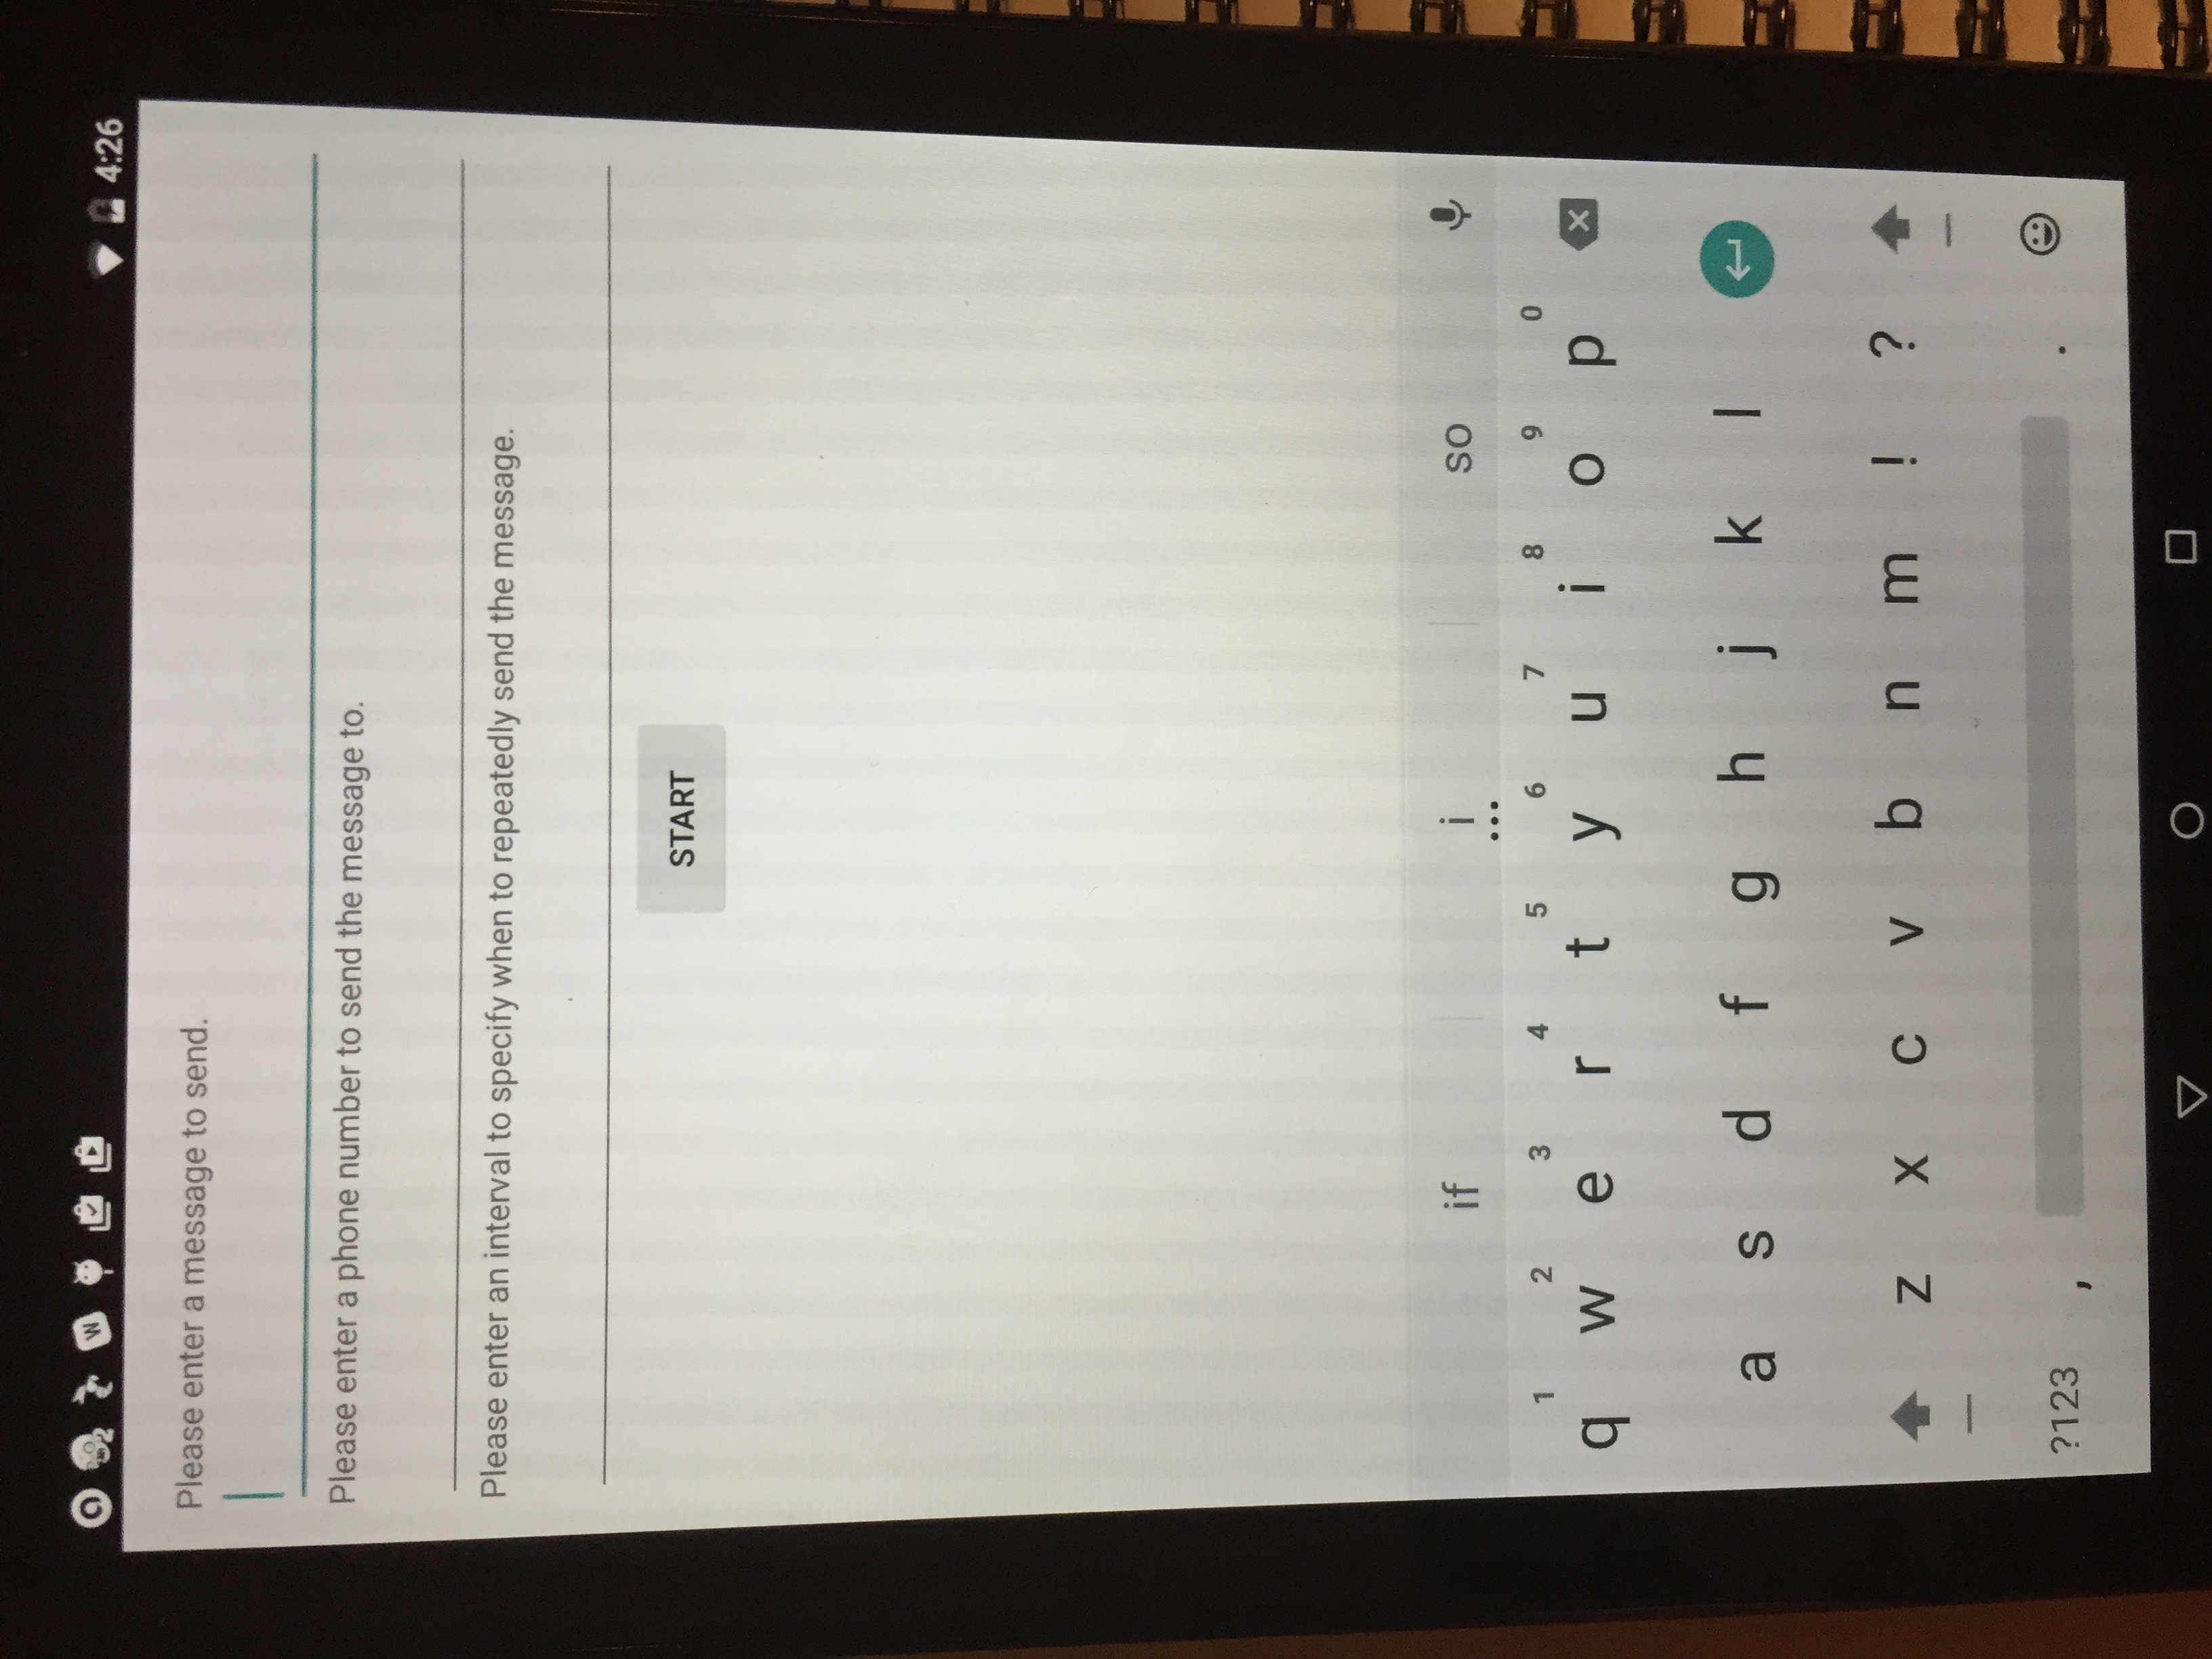 4:26
Please enter a message to send.
Please enter a phone number to send the message to.
Please enter an interval to specify when to repeatedly send the message.
START
if i so
1 2 3 4 5 6 7 8 9 0
q w e r t y u i o p
a s d f g h j k l
z x c v b n m ! ?
?123 , .